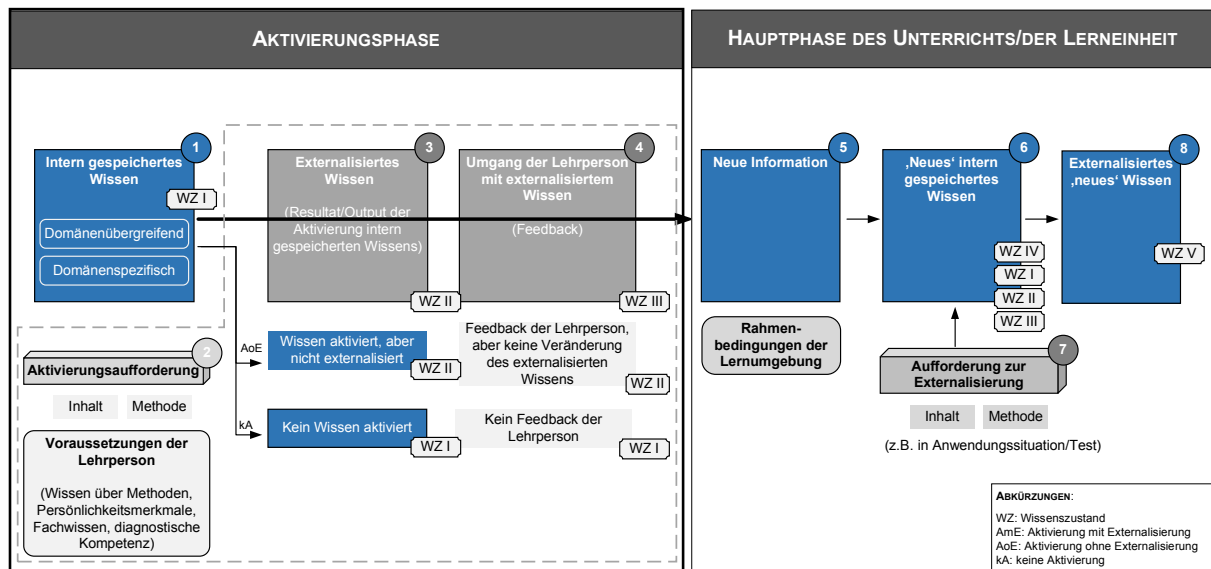 AKTIVIERUNGSPHASE
1
Intern gespeichertes
Wissen
WZ I
Domänenübergreifend
Domänenspezifisch
2
Aktivierungsaufforderung
Inhalt
Methode
Voraussetzungen der
Lehrperson
(Wissen über Methoden,
Persönlichkeitsmerkmale,
Fachwissen, diagnostische
Kompetenz)
3
Externalisiertes
Wissen
(Resultat/Output der
Aktivierung intern
gespeicherten Wissens)
WZ II
4
Umgang der Lehrperson
mit externalisiertem
Wissen
(Feedback)
WZ III
AoE
Wissen aktiviert, aber
nicht externalisiert
WZ II
Feedback der Lehrperson,
aber keine Veränderung
des externalisierten
Wissens
WZ II
kA
Kein Wissen aktiviert
WZ I
Kein Feedback der
Lehrperson
WZ I
HAUPTPHASE DES UNTERRICHTS/DER LERNEINHEIT
5
Neue Information
Rahmen-
bedingungen der
Lernumgebung
6
‚Neues‘ intern
gespeichertes
Wissen
WZ IV
WZ I
WZ II
WZ III
7
Aufforderung zur
Externalisierung
Inhalt
Methode
(z.B. in Anwendungssituation/Test)
8
Externalisiertes
‚neues‘ Wissen
WZ V
ABKÜRZUNGEN:
WZ: Wissenszustand
AmE: Aktivierung mit Externalisierung
AoE: Aktivierung ohne Externalisierung
kA: keine Aktivierung